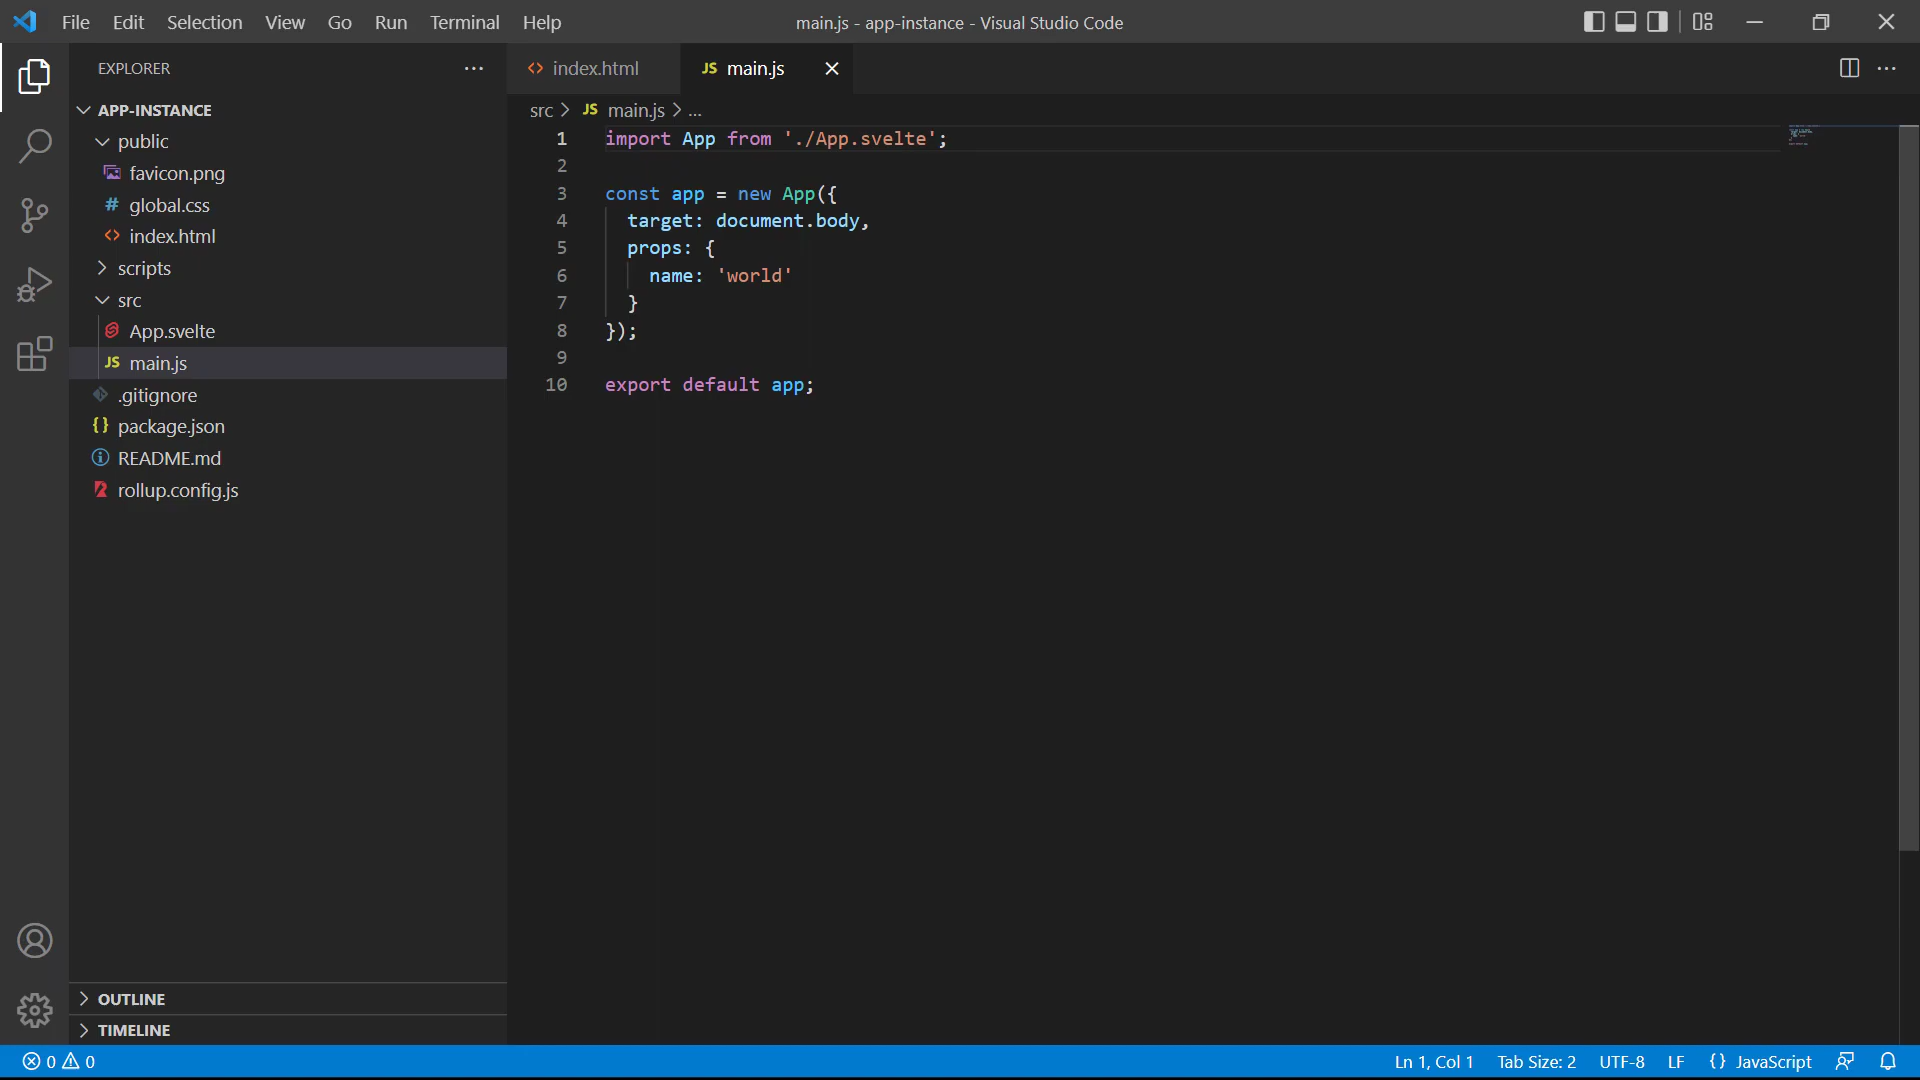 File Edit Selection View Go Run Terminal Help
main.js - app-instance - Visual Studio Code
EXPLORER
APP-INSTANCE
public
favicon.png
# global.css
<> index.html
scripts
src
App.svelte
JS main.js
.gitignore
{} package.json
README.md
rollup.config.js
OUTLINE
TIMELINE
<> index.html
JS main.js
src > JS main.js > ...
1 import App from './App.svelte';
2
3 const app = new App({
4 target: document.body,
5 props: {
6 name: 'world'
7 }
8 });
9
10 export default app;
0 0
Ln 1, Col 1 Tab Size: 2 UTF-8 LF {} JavaScript